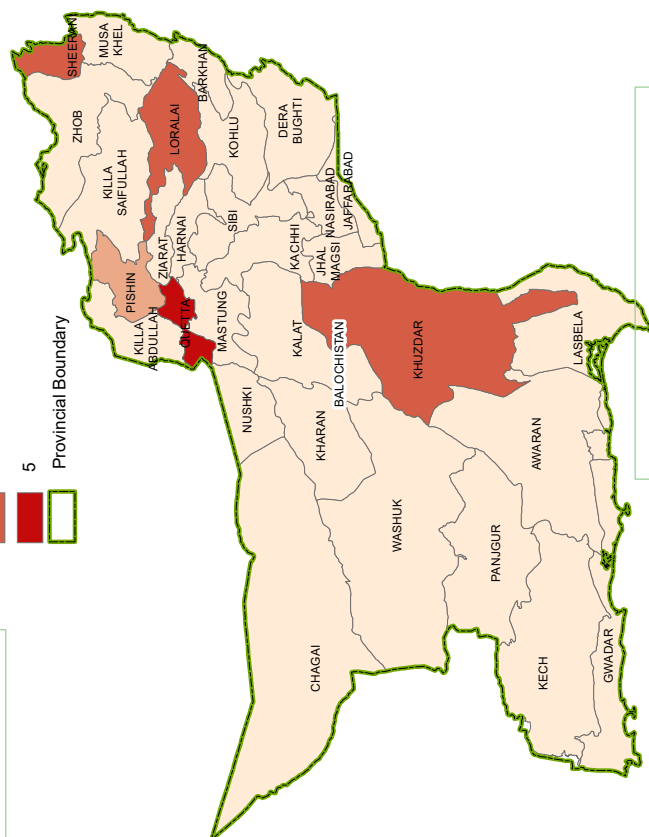 5
Provincial Boundary
SHEERANI
MUSA
KHEL
ZHOB
KILLA
SAIFULLAH
LORALAI
BARKHAN
KOHLU
DERA
BUGHTI
PISHIN
KILLA
ABDULLAH
ZIARAT
HARNAI
SIBI
QUETTA
MASTUNG
KACHHI
NASIRABAD
JAFFARABAD
JHAL
MAGSI
KALAT
NUSHKI
BALOCHISTAN
KHARAN
KHUZDAR
CHAGAI
WASHUK
PANJGUR
AWARAN
LASBELA
KECH
GWADAR